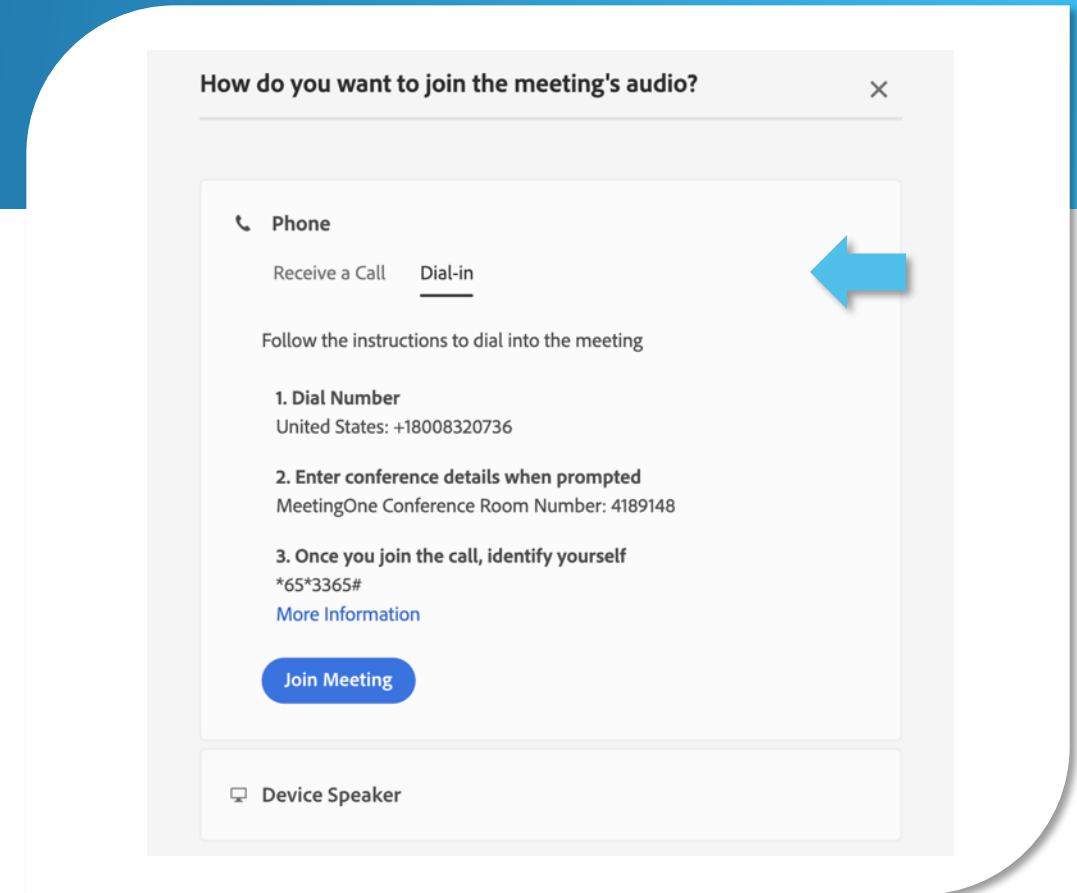 How do you want to join the meeting's audio?
Phone
Receive a Call Dial-in
Follow the instructions to dial into the meeting
1. Dial Number
United States: +18008320736
2. Enter conference details when prompted
MeetingOne Conference Room Number: 4189148
3. Once you join the call, identify yourself
*65*3365#
More Information
Join Meeting
Device Speaker